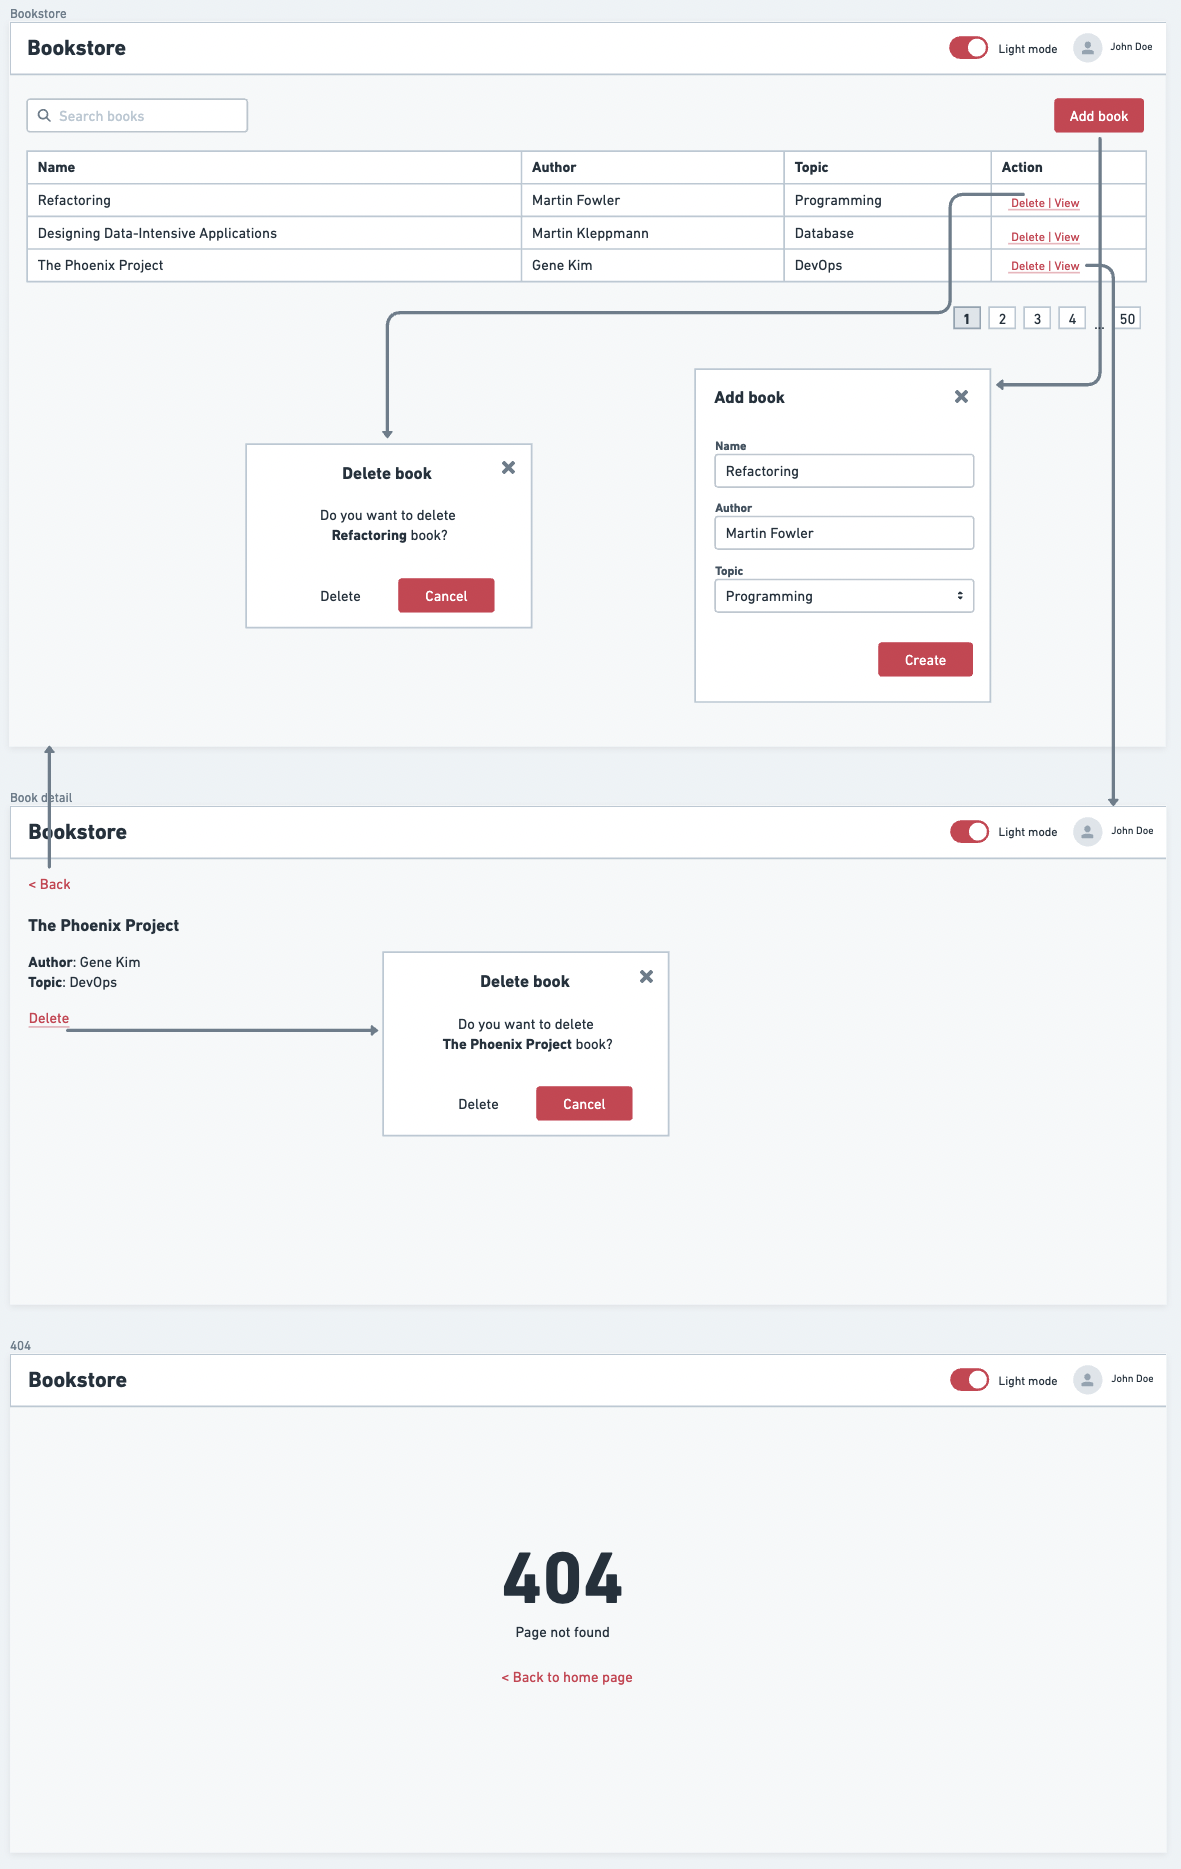 Bookstore
Bookstore
Light mode
John Doe
Search books
Add book
Name Author Topic Action
Refactoring Martin Fowler Programming Delete | View
Designing Data-Intensive Applications Martin Kleppmann Database Delete | View
The Phoenix Project Gene Kim DevOps Delete | View
1 2 3 4 ... 50
Add book
Name
Refactoring
Author
Martin Fowler
Topic
Programming
Create
Delete book
Do you want to delete
Refactoring book?
Delete Cancel
Book detail
Bookstore
Light mode
John Doe
< Back
The Phoenix Project
Author: Gene Kim
Topic: DevOps
Delete
Delete book
Do you want to delete
The Phoenix Project book?
Delete Cancel
404
Bookstore
Light mode
John Doe
404
Page not found
< Back to home page